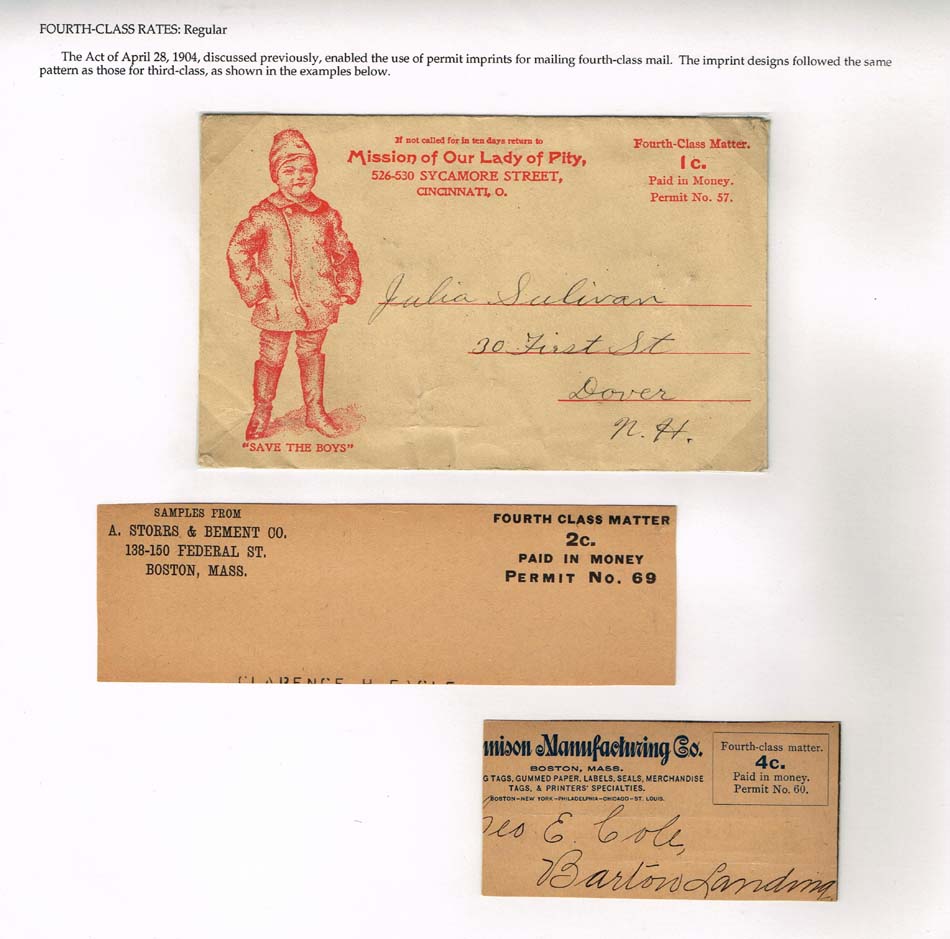 FOURTH-CLASS RATES: Regular
The Act of April 28, 1904, discussed previously, enabled the use of permit imprints for mailing fourth-class mail. The imprint designs followed the same
pattern as those for third-class, as shown in the examples below.
If not called for in ten days return to
Mission of Our Lady of Pity,
526-530 SYCAMORE STREET,
CINCINNATI, O.
Fourth-Class Matter.
1c.
Paid in Money.
Permit No. 57.
Julia Sulivan
30 First St
Dover
N. H.
"SAVE THE BOYS"
SAMPLES FROM
A. STORRS & BEMENT CO.
138-150 FEDERAL ST.
BOSTON, MASS.
FOURTH CLASS MATTER
2c.
PAID IN MONEY
PERMIT No. 69
CLARENCE H. EAGLE
nnison Manufacturing Co.
BOSTON, MASS.
G TAGS, GUMMED PAPER, LABELS, SEALS, MERCHANDISE
TAGS, & PRINTERS' SPECIALTIES.
BOSTON-NEW YORK-PHILADELPHIA-CHICAGO-ST. LOUIS.
Fourth-class matter.
4c.
Paid in money.
Permit No. 60.
Geo E. Cole,
Barton Landing